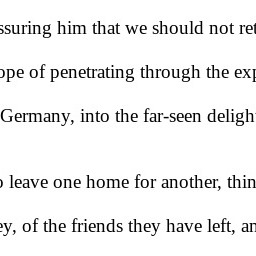 ssuring him that we should not ret
ope of penetrating through the exp
Germany, into the far-seen deligh
leave one home for another, thin
ey, of the friends they have left, an